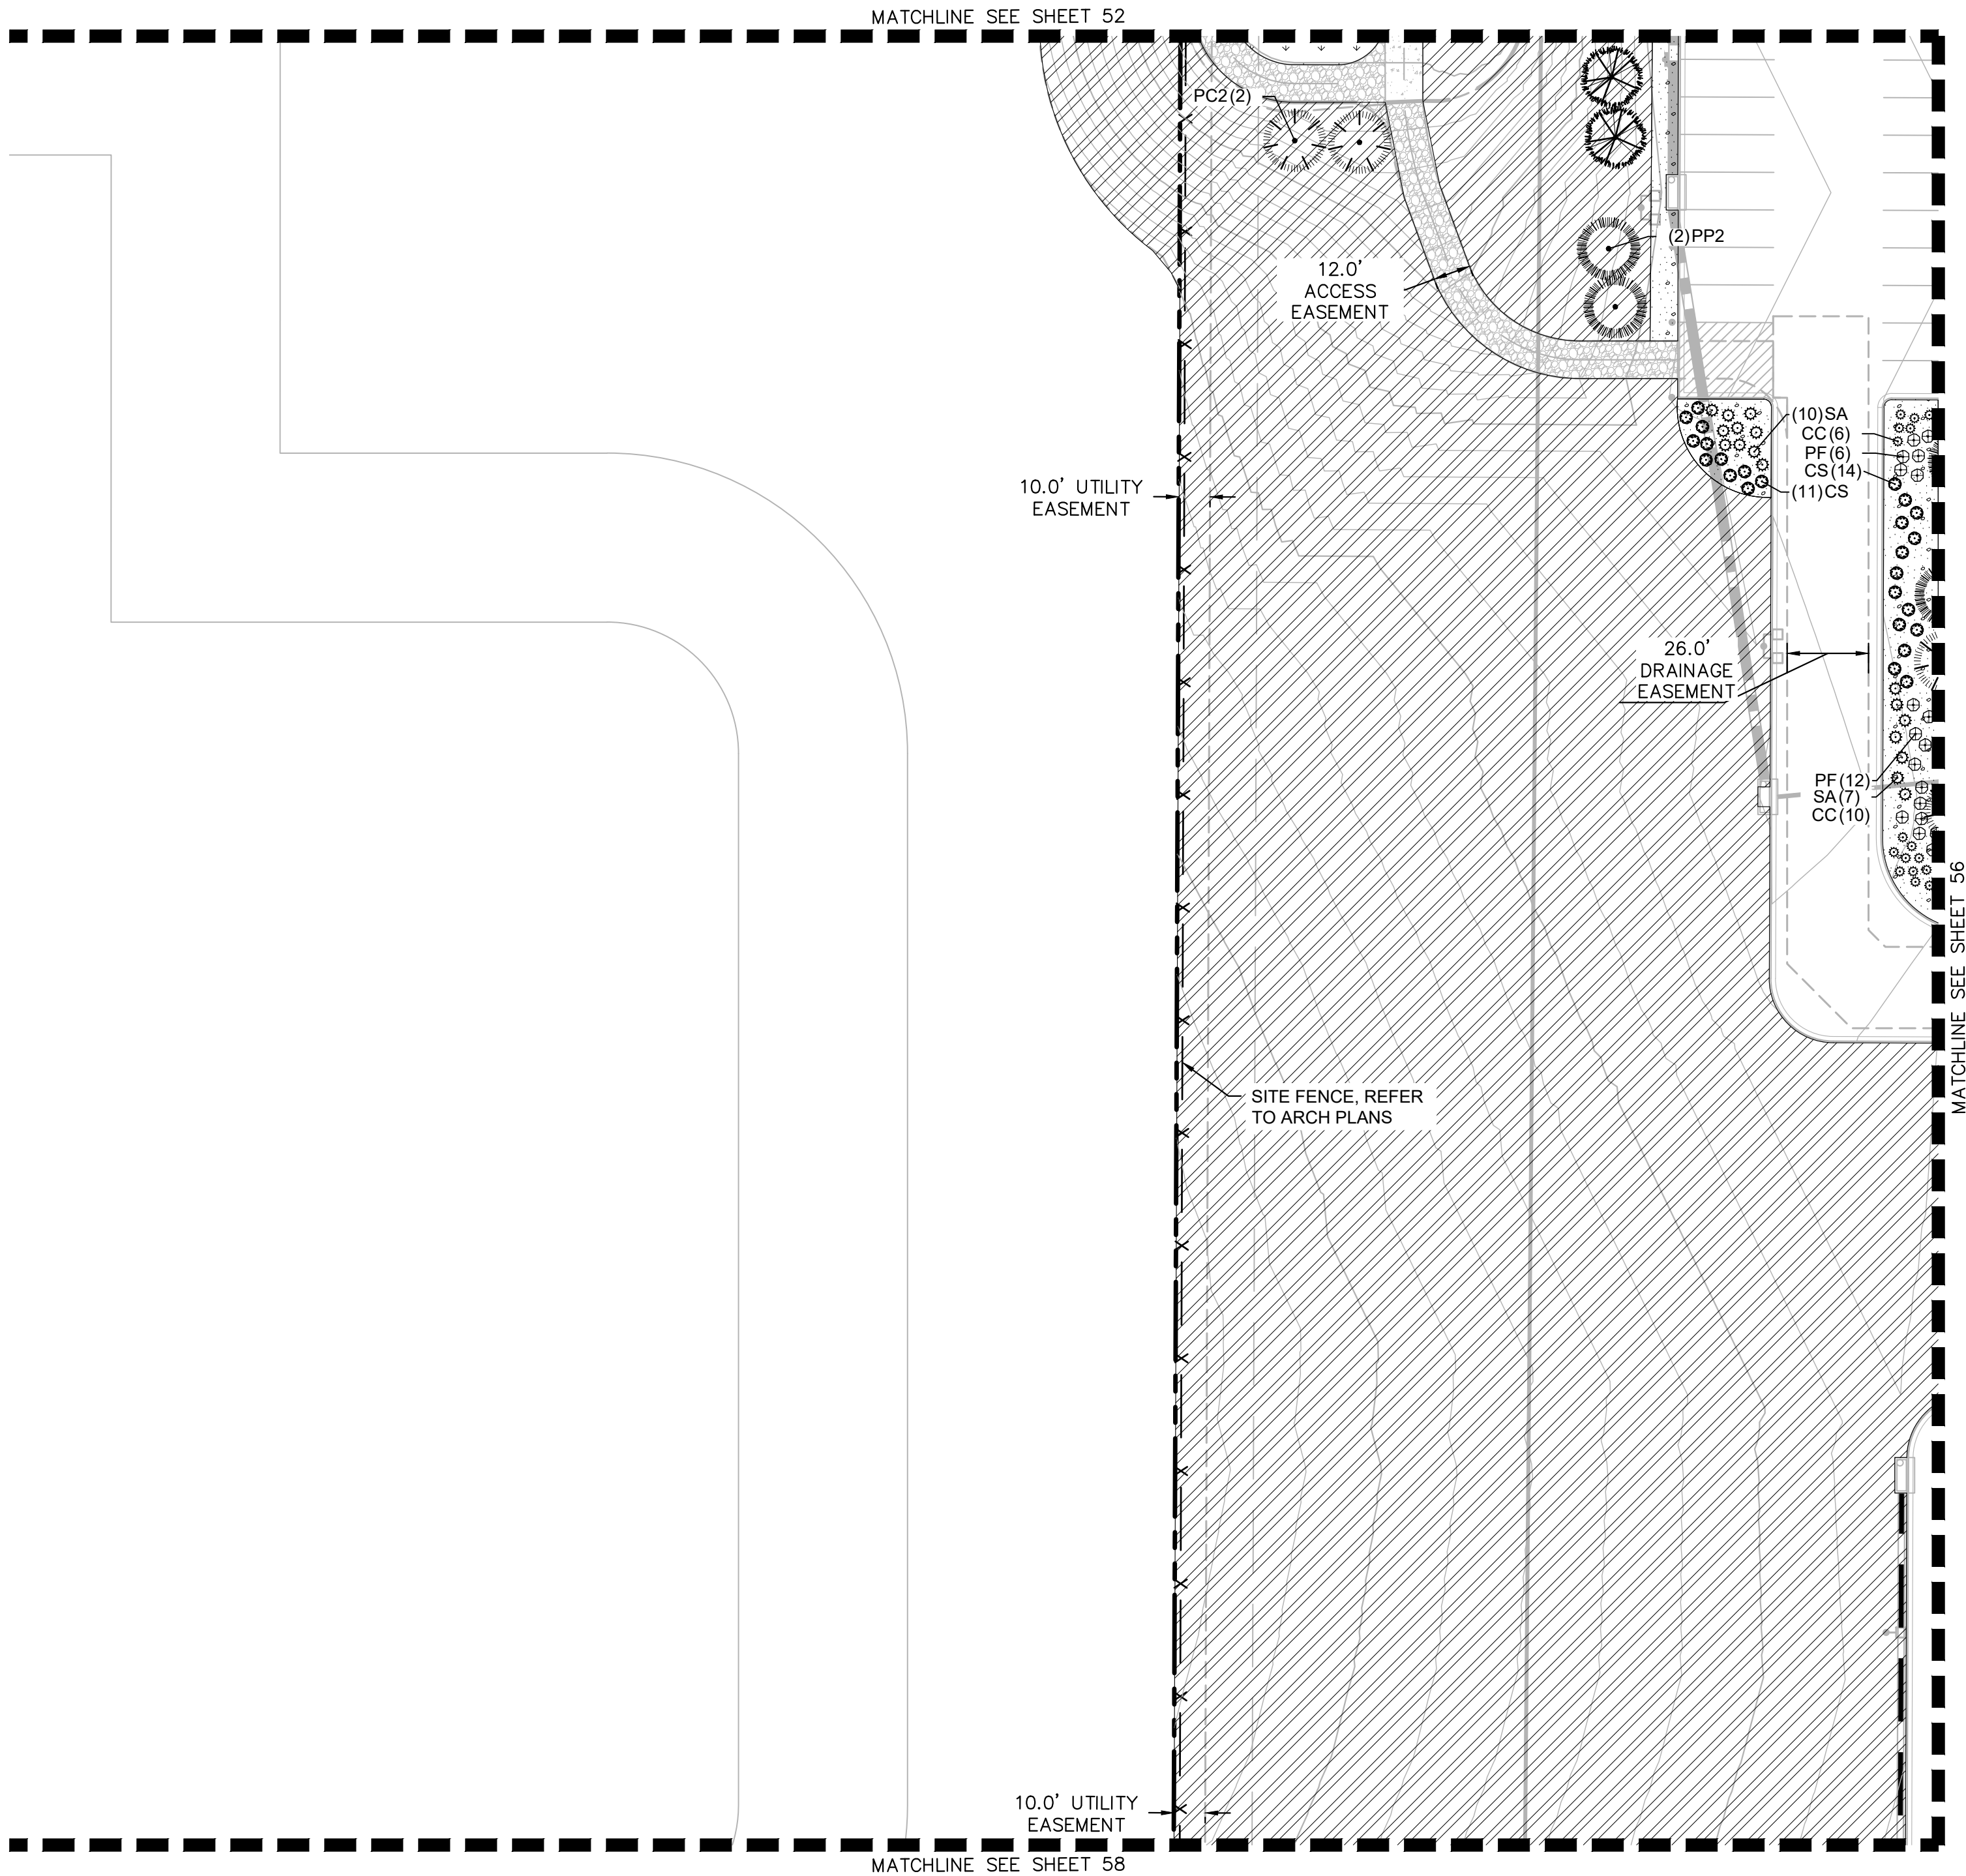 MATCHLINE SEE SHEET 52
PC2(2)
(2)PP2
12.0'
ACCESS
EASEMENT
(10)SA
CC(6)
PF(6)
CS(14)
(11)CS
10.0' UTILITY
EASEMENT
26.0'
DRAINAGE
EASEMENT
PF(12)
SA(7)
CC(10)
MATCHLINE SEE SHEET 56
SITE FENCE, REFER
TO ARCH PLANS
10.0' UTILITY
EASEMENT
MATCHLINE SEE SHEET 58